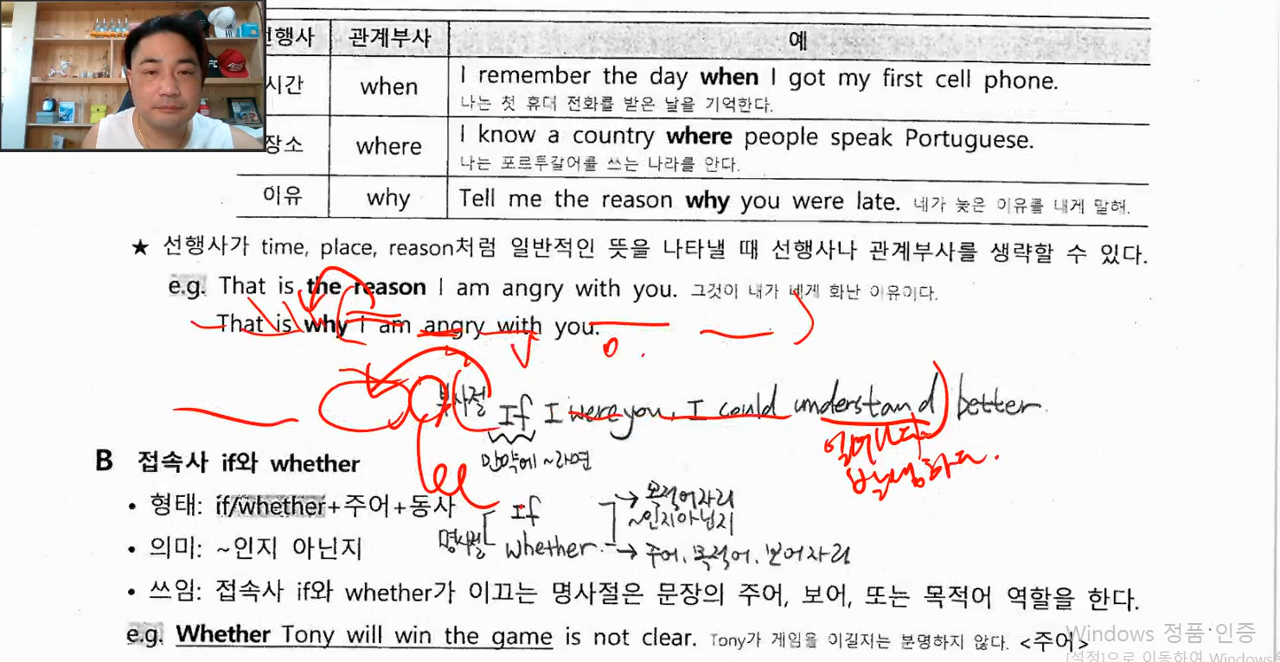 선행사 관계부사 예
시간 when I remember the day when I got my first cell phone.
나는 첫 휴대 전화를 받은 날을 기억한다.
장소 where I know a country where people speak Portuguese.
나는 포르투갈어를 쓰는 나라를 안다.
이유 why Tell me the reason why you were late. 네가 늦은 이유를 내게 말해.
★ 선행사가 time, place, reason처럼 일반적인 뜻을 나타낼 때 선행사나 관계부사를 생략할 수 있다.
e.g. That is the reason I am angry with you. 그것이 내가 네게 화난 이유이다.
That is why I am angry with you.
부사절 If I were you, I could understand better.
만약에 ~라면
B 접속사 if와 whether
• 형태: if/whether+주어+동사
• 의미: ~인지 아닌지
명사절 If whether
→ 목적어자리
~인지아닌지
→ 주어, 목적어, 보어자리
• 쓰임: 접속사 if와 whether가 이끄는 명사절은 문장의 주어, 보어, 또는 목적어 역할을 한다.
e.g. Whether Tony will win the game is not clear. Tony가 게임을 이길지는 분명하지 않다. <주어>
Windows 정품 인증
[설정]으로 이동하여 Windows